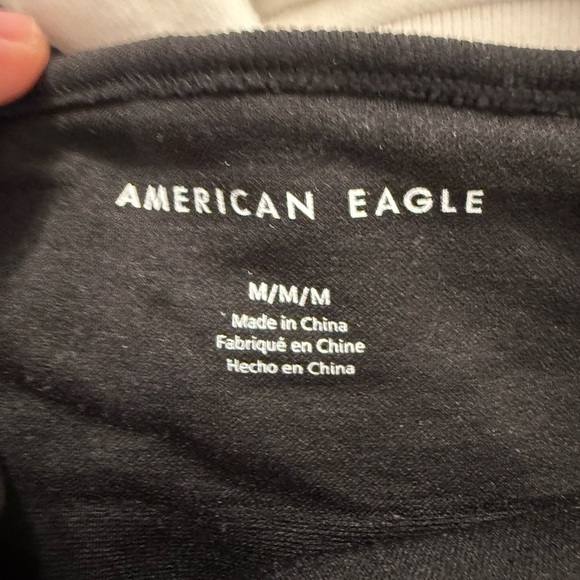 AMERICAN EAGLE
M/M/M
Made in China
Fabriqué en Chine
Hecho en China